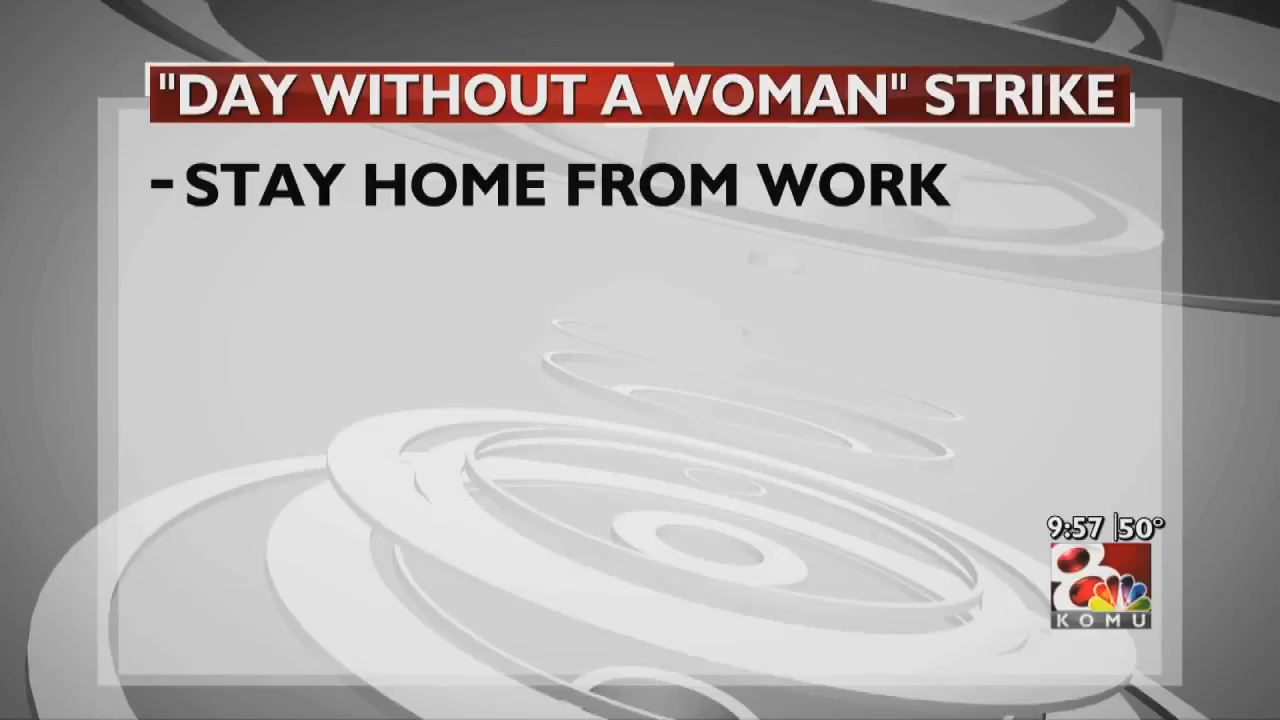 "DAY WITHOUT A WOMAN" STRIKE
- STAY HOME FROM WORK
9:57 50°
8
KOMU